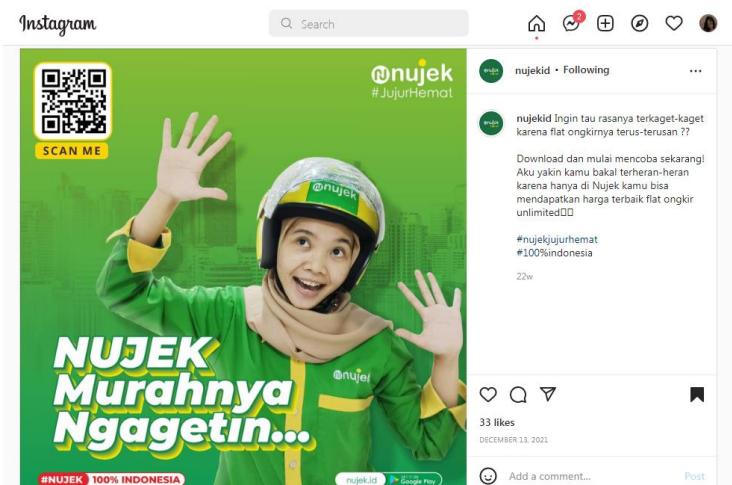 Instagram
Search
2
nujek
#JujurHemat
SCAN ME
nujek
nujek
NUJEK
Murahnya
Ngagetin...
#NUJEK 100% INDONESIA
nujek.id
Google Play
nujekid • Following
nujekid Ingin tau rasanya terkaget-kaget
karena flat ongkirnya terus-terusan ??
Download dan mulai mencoba sekarang!
Aku yakin kamu bakal terheran-heran
karena hanya di Nujek kamu bisa
mendapatkan harga terbaik flat ongkir
unlimited
#nujekjujurhemat
#100%indonesia
22w
33 likes
DECEMBER 13, 2021
Add a comment...
Post